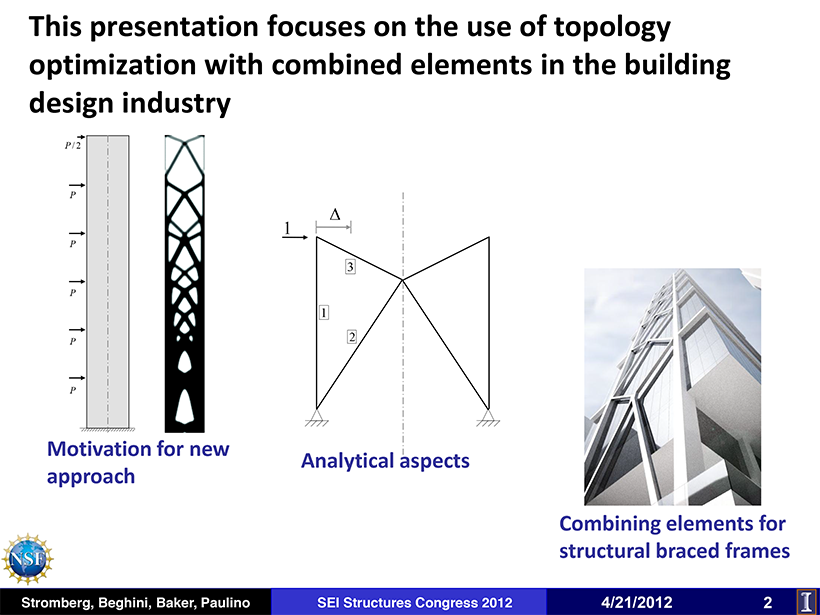 This presentation focuses on the use of topology
optimization with combined elements in the building
design industry
P/2
P
P
P
P
P
1
Δ
3
1
2
Motivation for new
approach
Analytical aspects
Combining elements for
structural braced frames
NSF
Stromberg, Beghini, Baker, Paulino
SEI Structures Congress 2012
4/21/2012
2
I